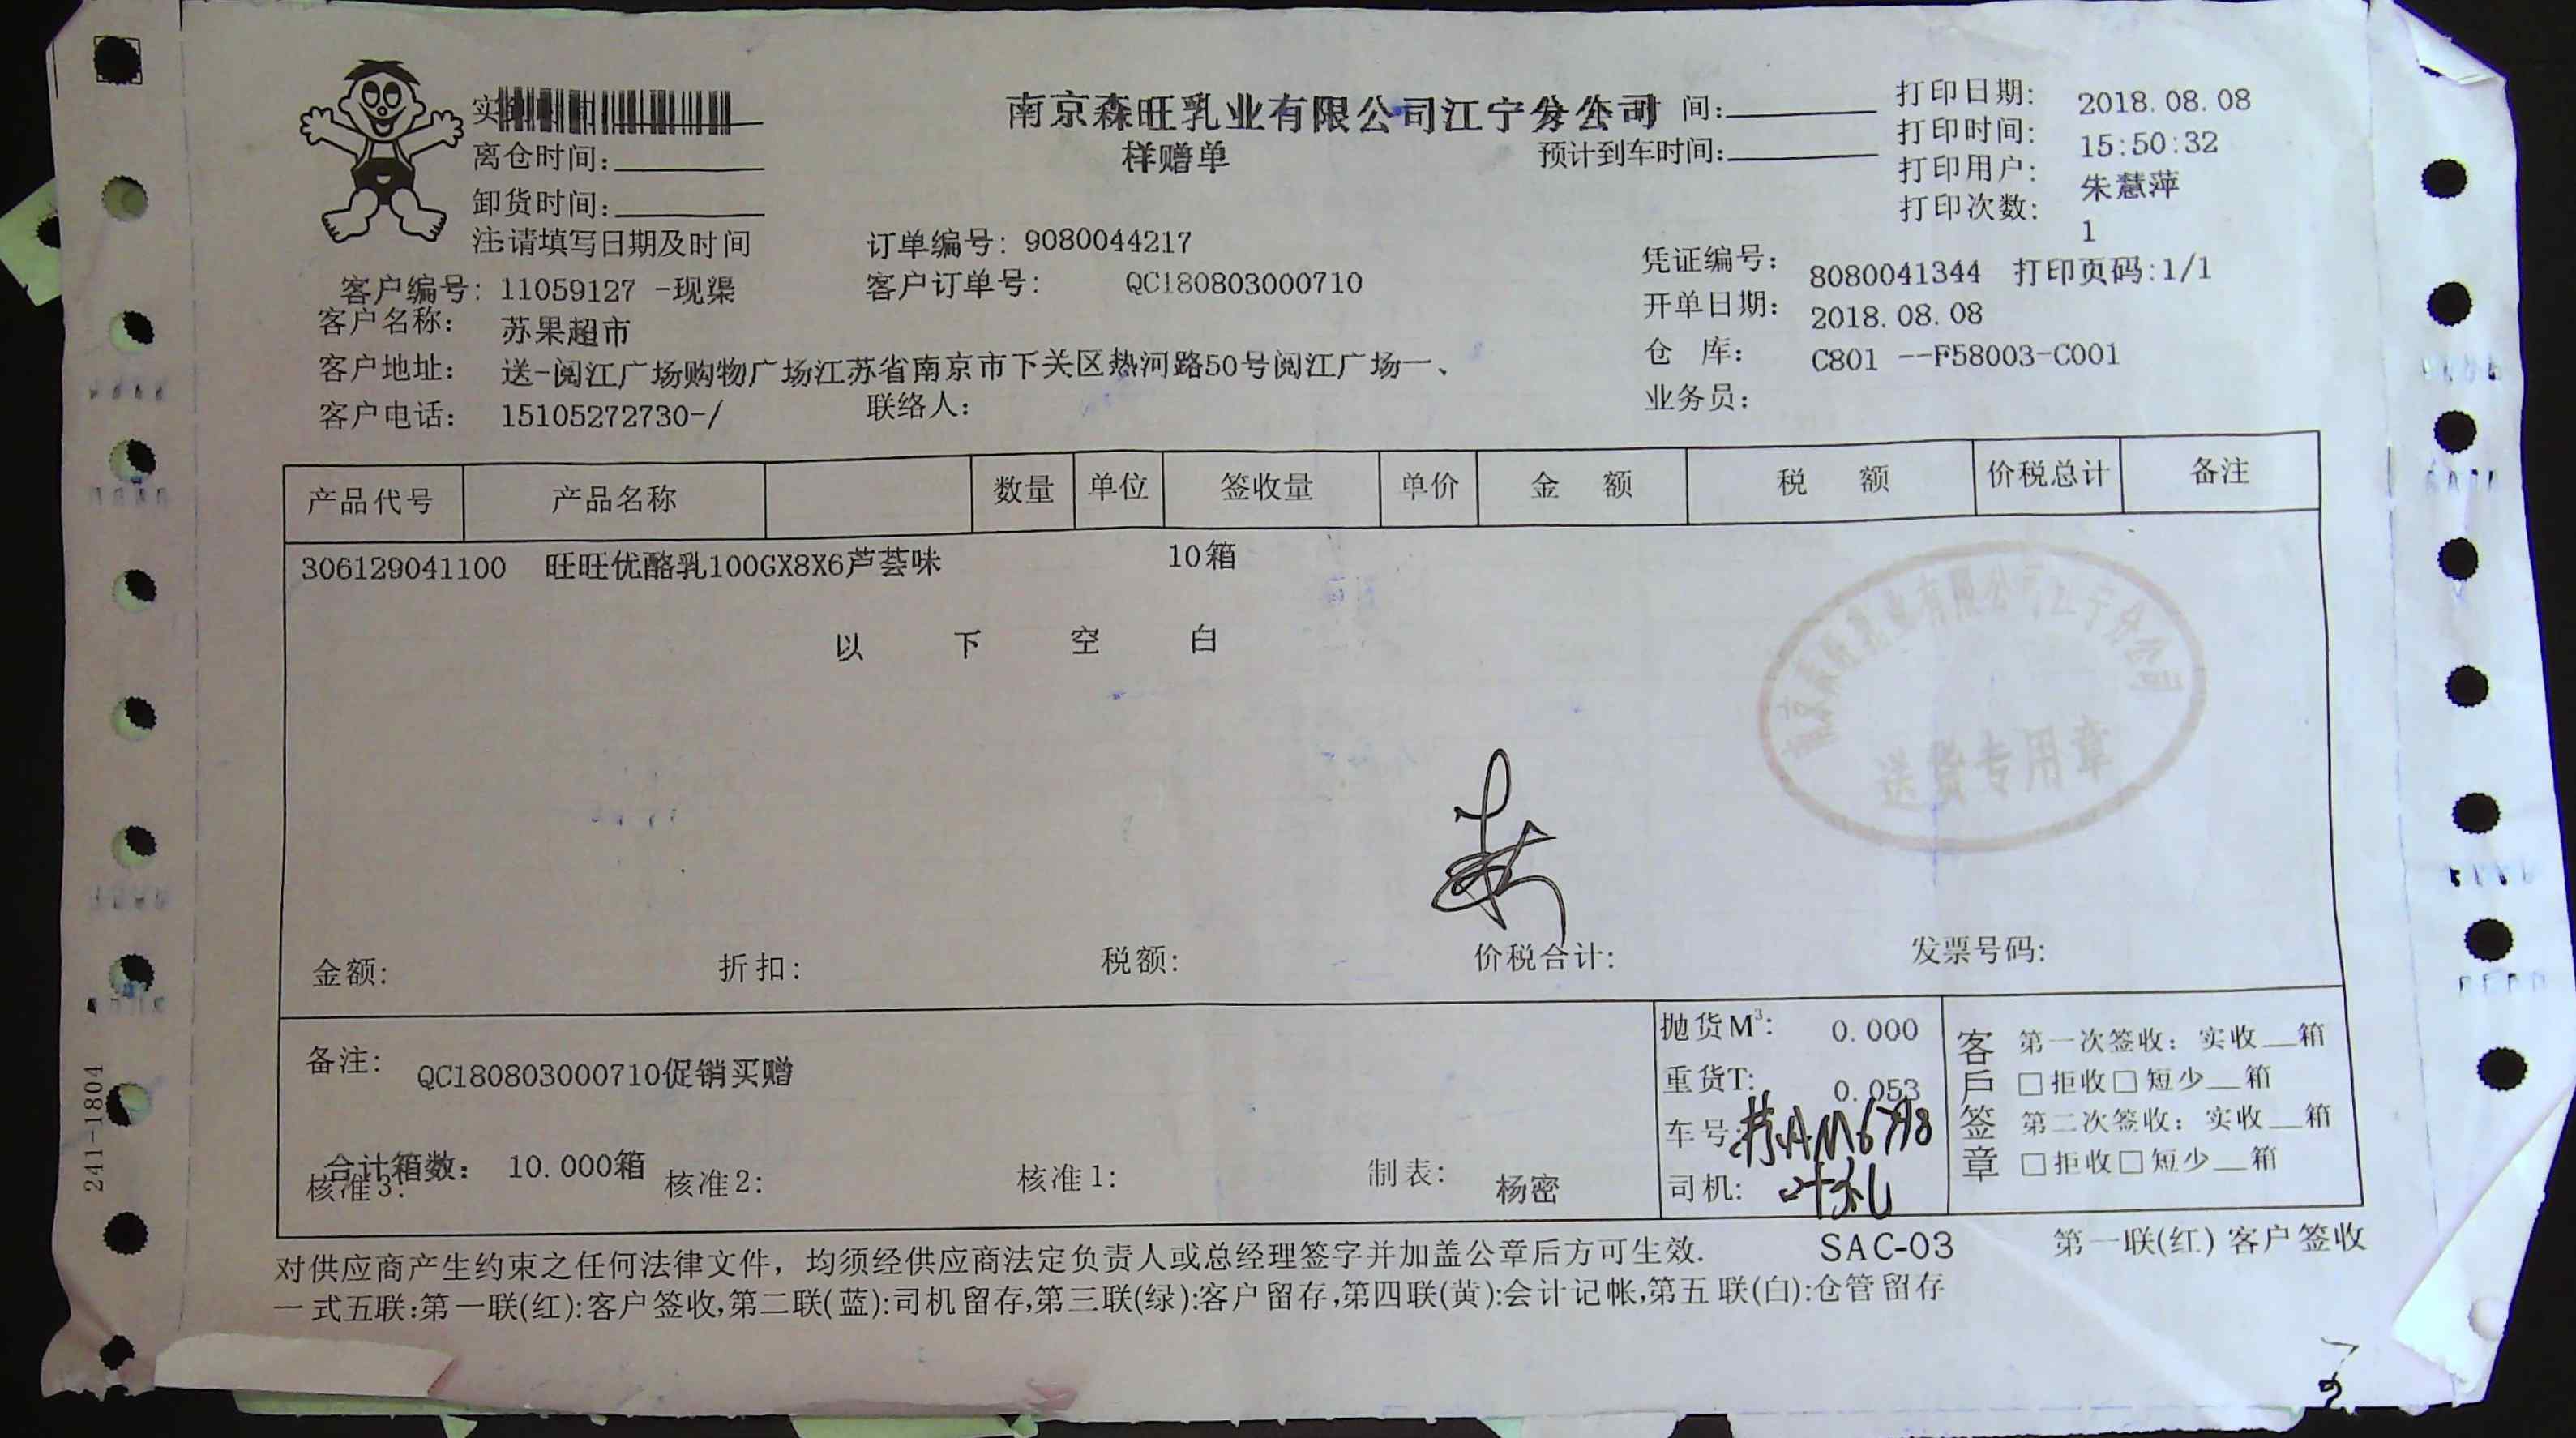 南京森旺乳业有限公司江宁分公司
样赠单
离仓时间:
卸货时间:
注:请填写日期及时间
间:
预计到车时间:
打印日期: 2018.08.08
打印时间: 15:50:32
打印用户: 朱慧萍
打印次数: 1
订单编号: 9080044217
客户编号: 11059127 -现渠
客户订单号: QC180803000710
凭证编号: 8080041344 打印页码:1/1
客户名称: 苏果超市
开单日期: 2018.08.08
客户地址: 送-阅江广场购物广场江苏省南京市下关区热河路50号阅江广场一、
仓 库: C801 --F58003-C001
客户电话: 15105272730-/
联络人:
业务员:
产品代号 产品名称 数量 单位 签收量 单价 金 额 税 额 价税总计 备注
306129041100 旺旺优酪乳100GX8X6芦荟味 10箱
以 下 空 白
送货专用章
金额: 折扣: 税额: 价税合计: 发票号码:
备注: QC180803000710促销买赠
合计箱数: 10.000箱
核准3: 核准2: 核准1: 制表: 杨密
抛货M³: 0.000
重货T: 0.053
车号:
司机:
客戶签章
第一次签收: 实收__箱
□拒收□短少__箱
第二次签收: 实收__箱
□拒收□短少__箱
对供应商产生约束之任何法律文件，均须经供应商法定负责人或总经理签字并加盖公章后方可生效. SAC-03 第一联(红) 客户签收
一式五联:第一联(红):客户签收,第二联(蓝):司机留存,第三联(绿):客户留存,第四联(黄):会计记帐,第五联(白):仓管留存
241-1804